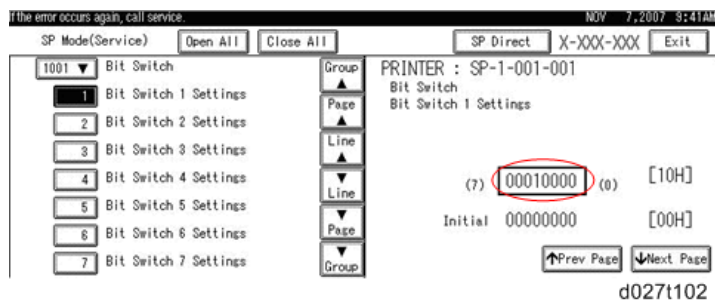 If the error occurs again, call service. NOV 7,2007 9:41AM
SP Mode(Service) Open All Close All SP Direct X-XXX-XXX Exit
1001 ▼ Bit Switch
1 Bit Switch 1 Settings
2 Bit Switch 2 Settings
3 Bit Switch 3 Settings
4 Bit Switch 4 Settings
5 Bit Switch 5 Settings
6 Bit Switch 6 Settings
7 Bit Switch 7 Settings
Group ▲
Page ▲
Line ▲
▼ Line
▼ Page
▼ Group
PRINTER : SP-1-001-001
Bit Switch
Bit Switch 1 Settings
(7) 00010000 (0) [10H]
Initial 00000000 [00H]
↑Prev Page ↓Next Page
d027t102